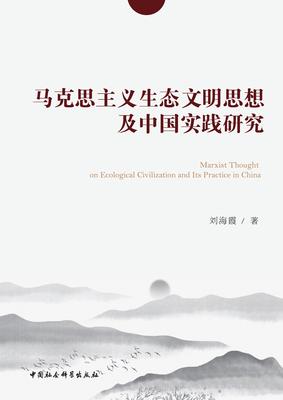 马克思主义生态文明思想
及中国实践研究
Marxist Thought
on Ecological Civilization and Its Practice in China
刘海霞 / 著
中国社会科学出版社